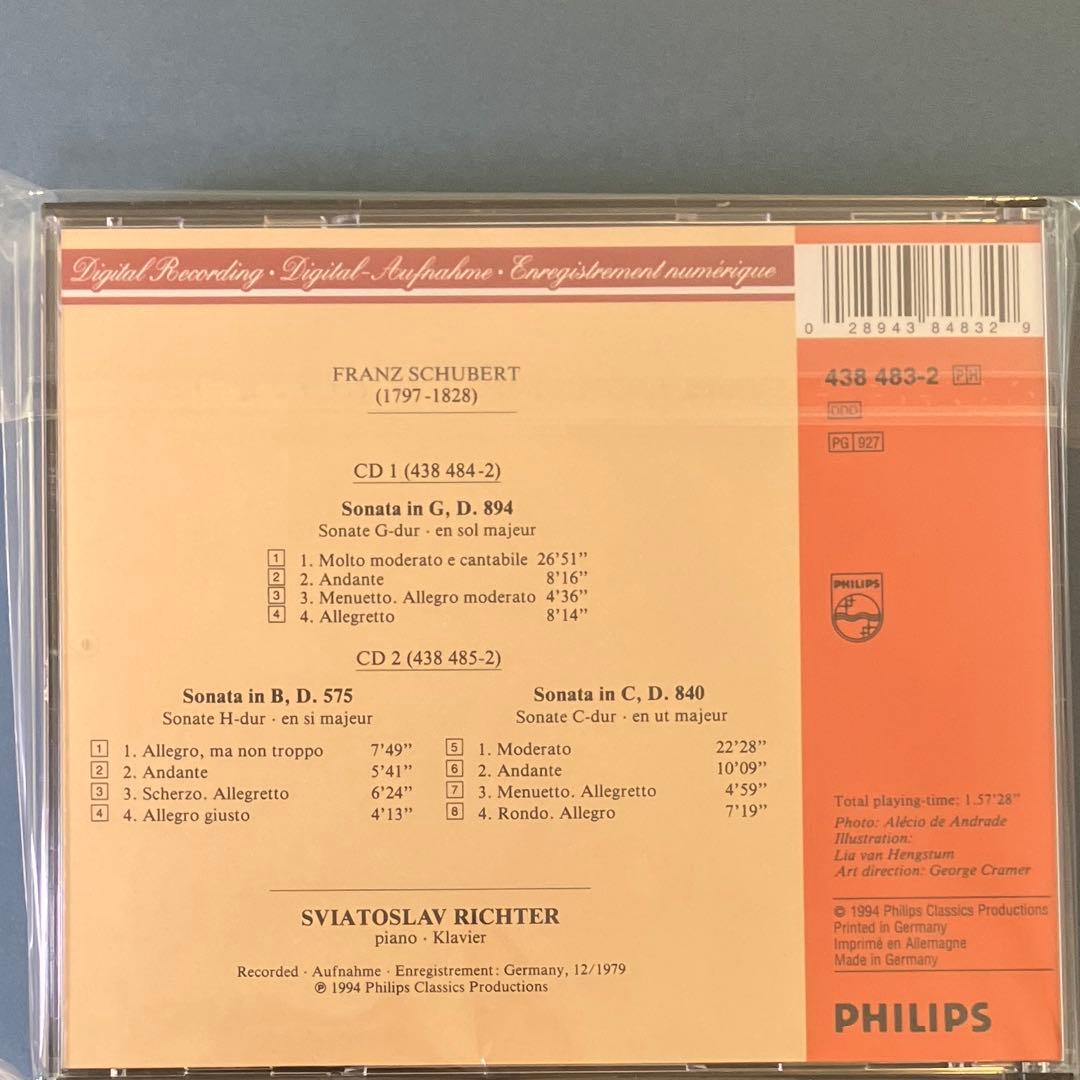 Digital Recording · Digital-Aufnahme · Enregistrement numérique
0 28943 84832 9
438 483-2 PH
DDD
PG 927
FRANZ SCHUBERT
(1797-1828)
CD 1 (438 484-2)
Sonata in G, D. 894
Sonate G-dur · en sol majeur
1 1. Molto moderato e cantabile 26’51”
2 2. Andante 8’16”
3 3. Menuetto. Allegro moderato 4’36”
4 4. Allegretto 8’14”
CD 2 (438 485-2)
Sonata in B, D. 575
Sonate H-dur · en si majeur
1 1. Allegro, ma non troppo 7’49”
2 2. Andante 5’41”
3 3. Scherzo. Allegretto 6’24”
4 4. Allegro giusto 4’13”
Sonata in C, D. 840
Sonate C-dur · en ut majeur
5 1. Moderato 22’28”
6 2. Andante 10’09”
7 3. Menuetto. Allegretto 4’59”
8 4. Rondo. Allegro 7’19”
SVIATOSLAV RICHTER
piano · Klavier
Recorded · Aufnahme · Enregistrement: Germany, 12/1979
℗ 1994 Philips Classics Productions
PHILIPS
Total playing-time: 1.57’28”
Photo: Alécio de Andrade
Illustration:
Lia van Hengstum
Art direction: George Cramer
© 1994 Philips Classics Productions
Printed in Germany
Imprimé en Allemagne
Made in Germany
PHILIPS